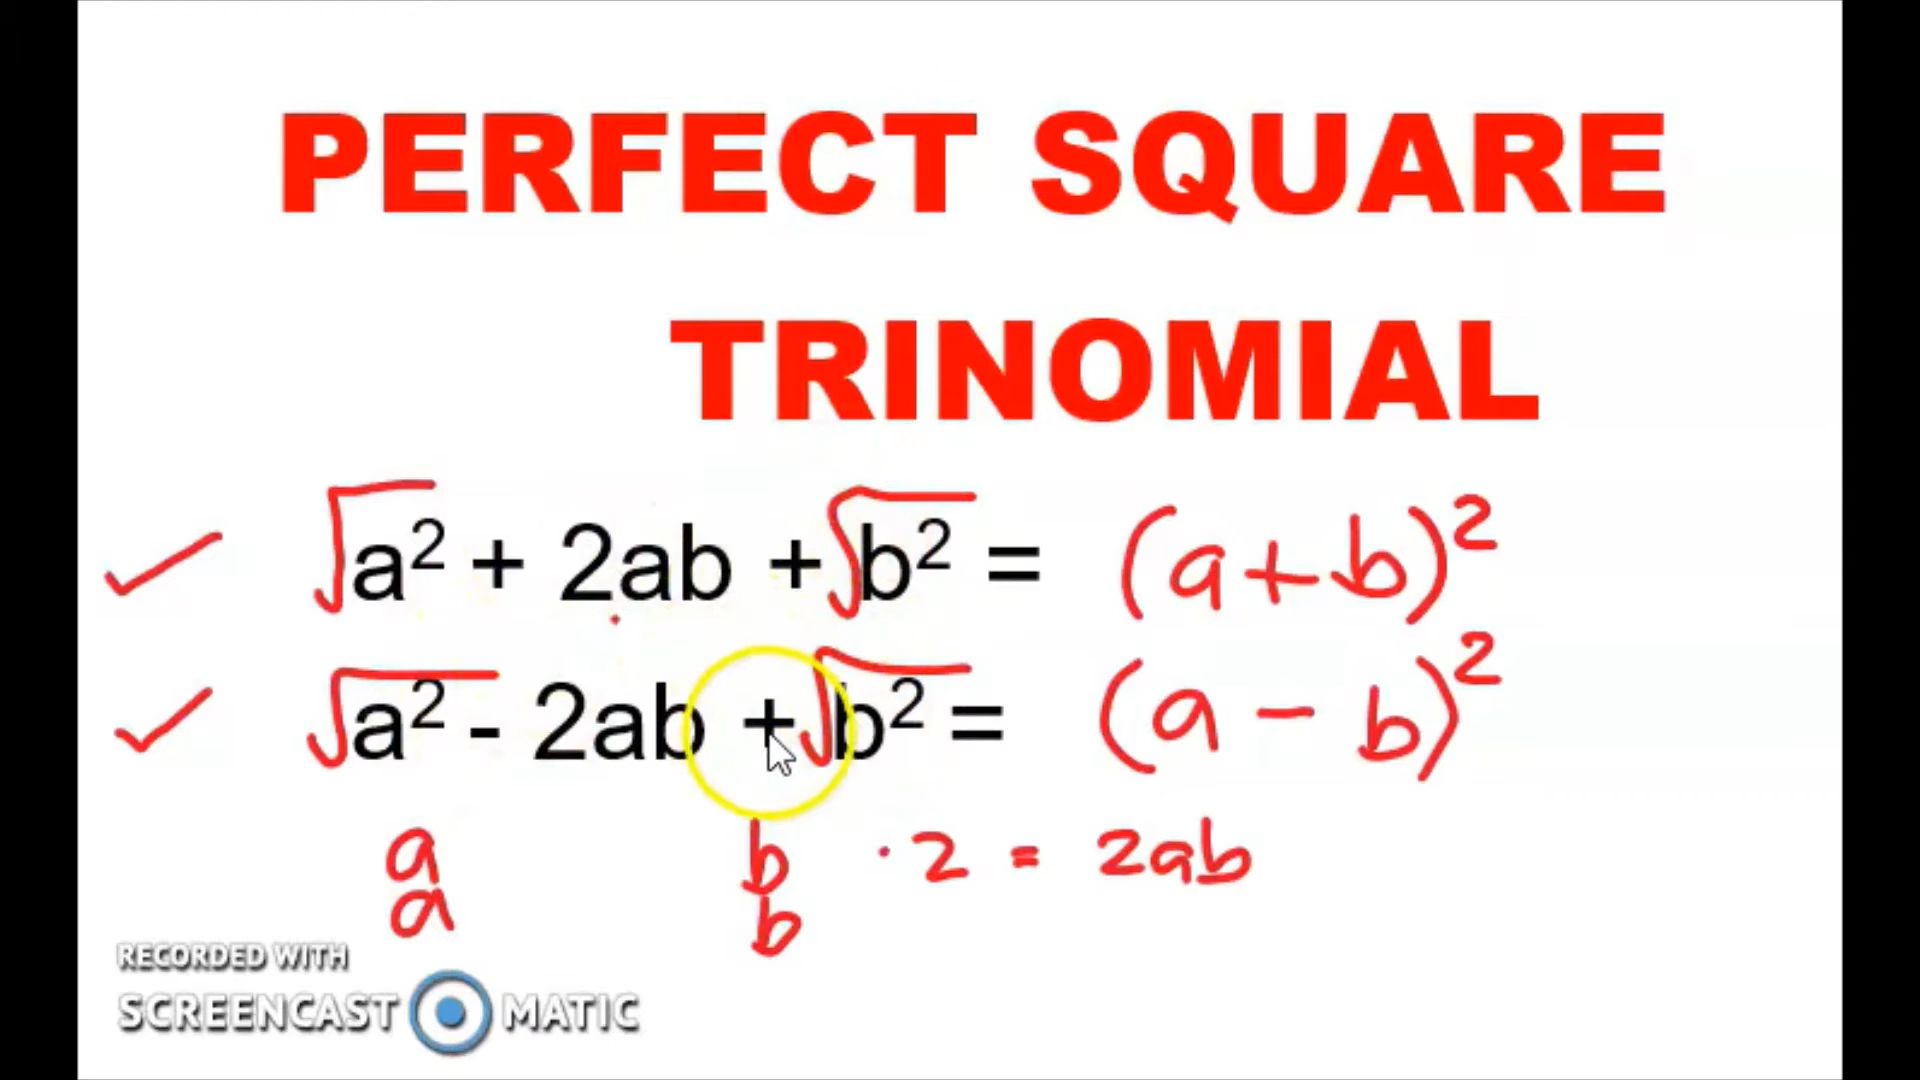 PERFECT SQUARE
TRINOMIAL
√a² + 2ab + √b² = (a + b)²
√a² - 2ab + √b² = (a - b)²
a b · 2 = 2ab
a b
RECORDED WITH
SCREENCAST MATIC